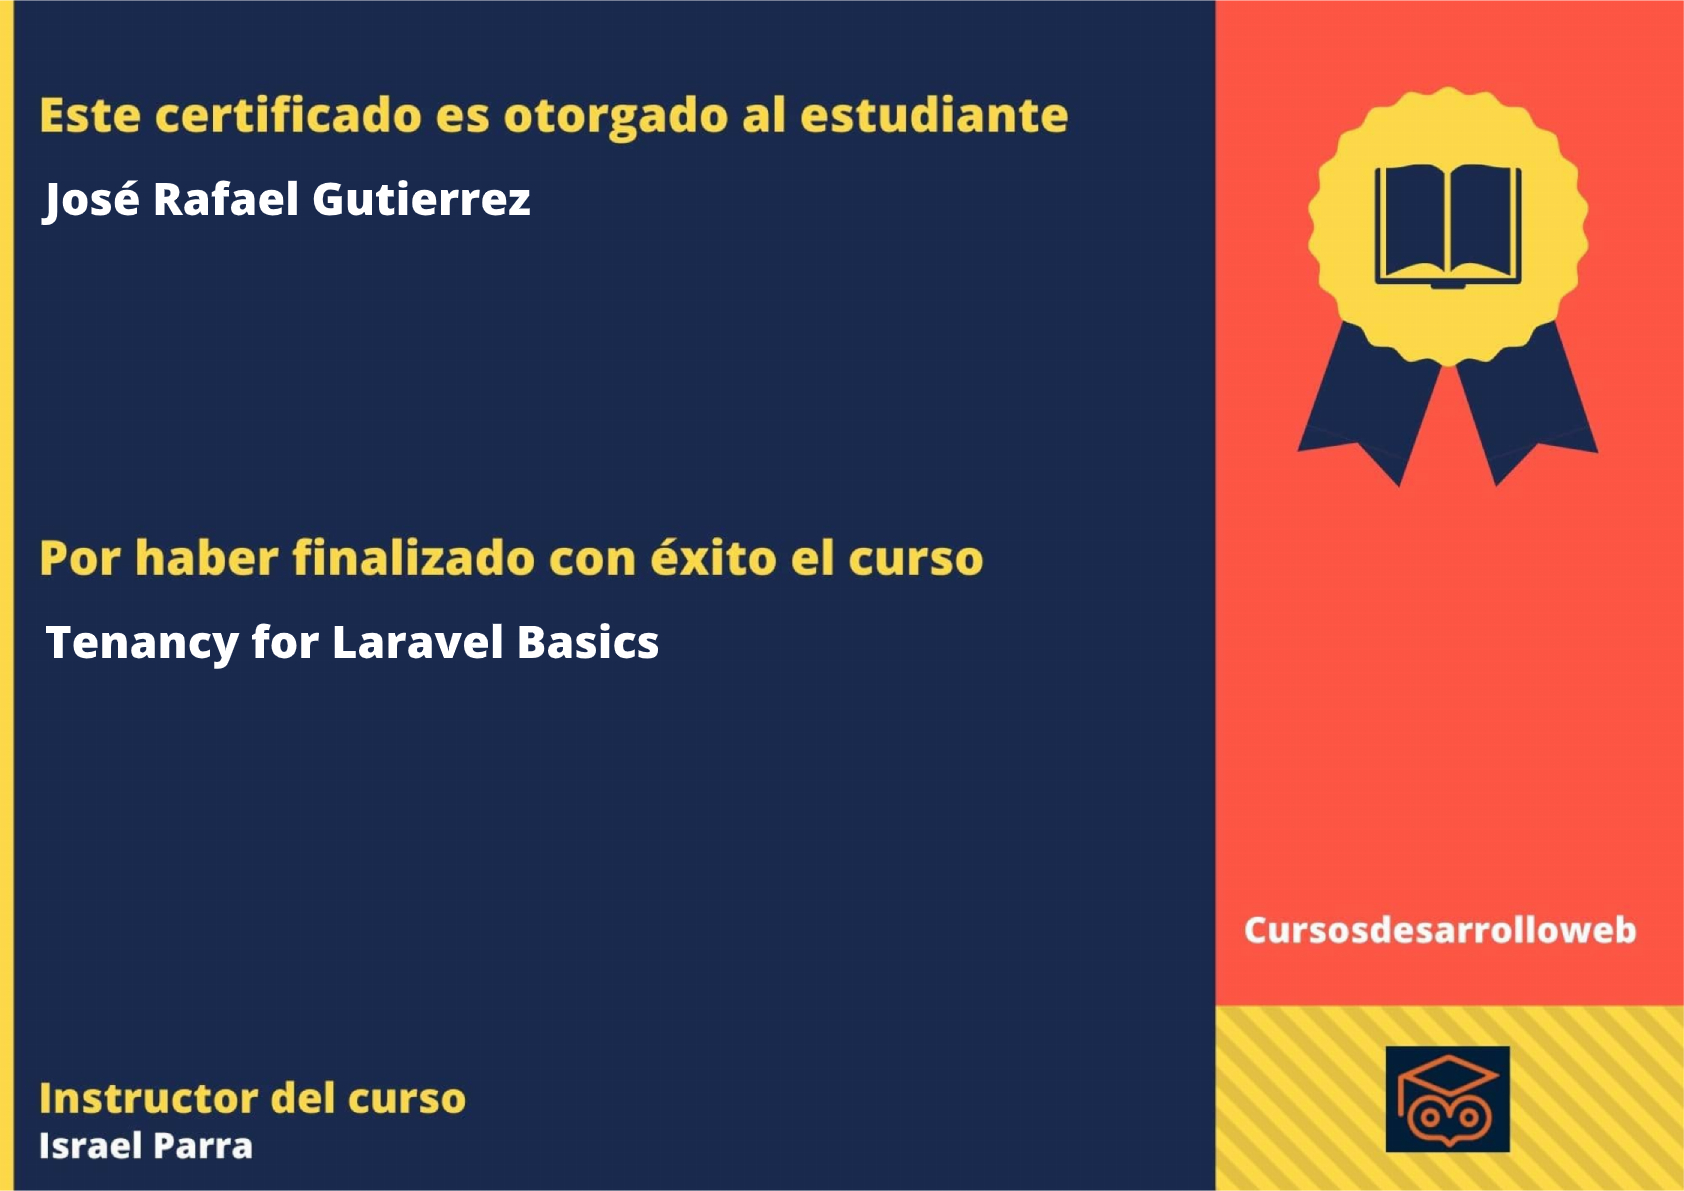 Este certificado es otorgado al estudiante
José Rafael Gutierrez
Por haber finalizado con éxito el curso
Tenancy for Laravel Basics
Cursosdesarrolloweb
Instructor del curso
Israel Parra